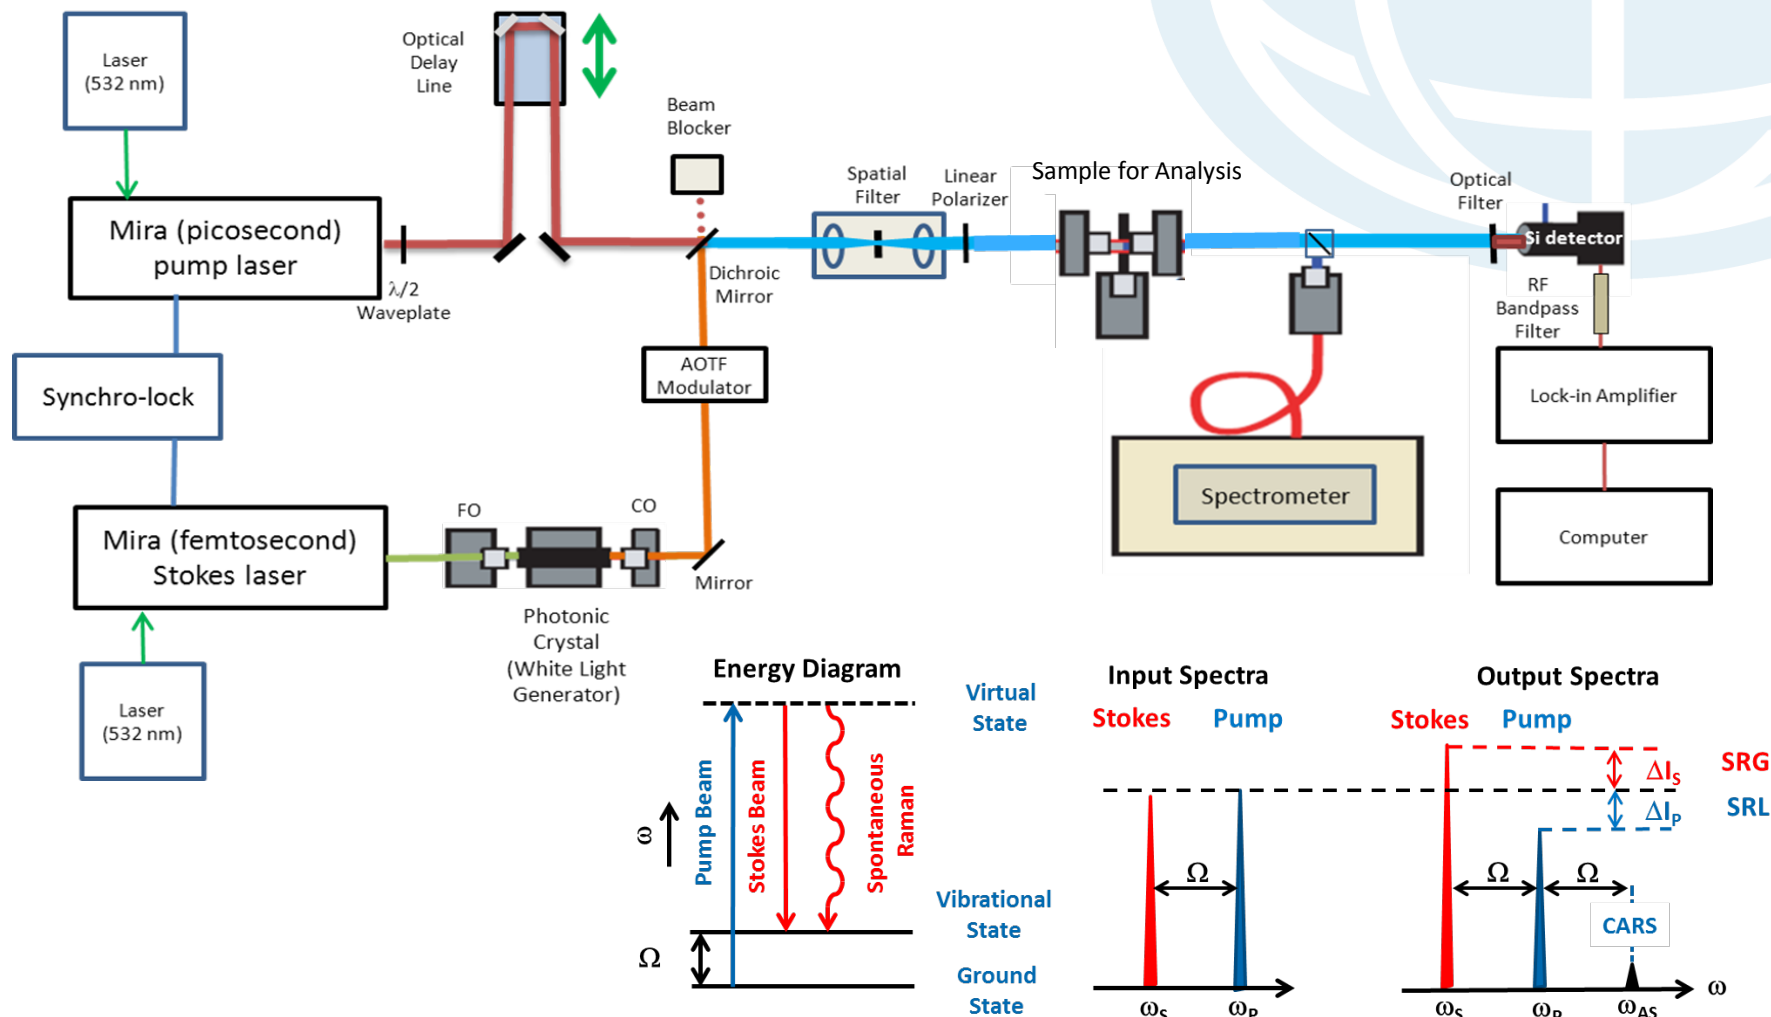 Laser
(532 nm)
Optical
Delay
Line
Beam
Blocker
Mira (picosecond)
pump laser
λ/2
Waveplate
Dichroic
Mirror
Spatial
Filter
Linear
Polarizer
Sample for Analysis
Optical
Filter
Si detector
RF
Bandpass
Filter
AOTF
Modulator
Lock-in Amplifier
Synchro-lock
Spectrometer
Computer
Mira (femtosecond)
Stokes laser
FO
CO
Mirror
Photonic
Crystal
(White Light
Generator)
Laser
(532 nm)
Energy Diagram
Virtual
State
Pump Beam
Stokes Beam
Spontaneous
Raman
ω
Vibrational
State
Ω
Ground
State
Input Spectra
Stokes Pump
Ω
ωS ωP
Output Spectra
Stokes Pump
ΔIS SRG
ΔIP SRL
Ω Ω
CARS
ω
ωS ωP ωAS